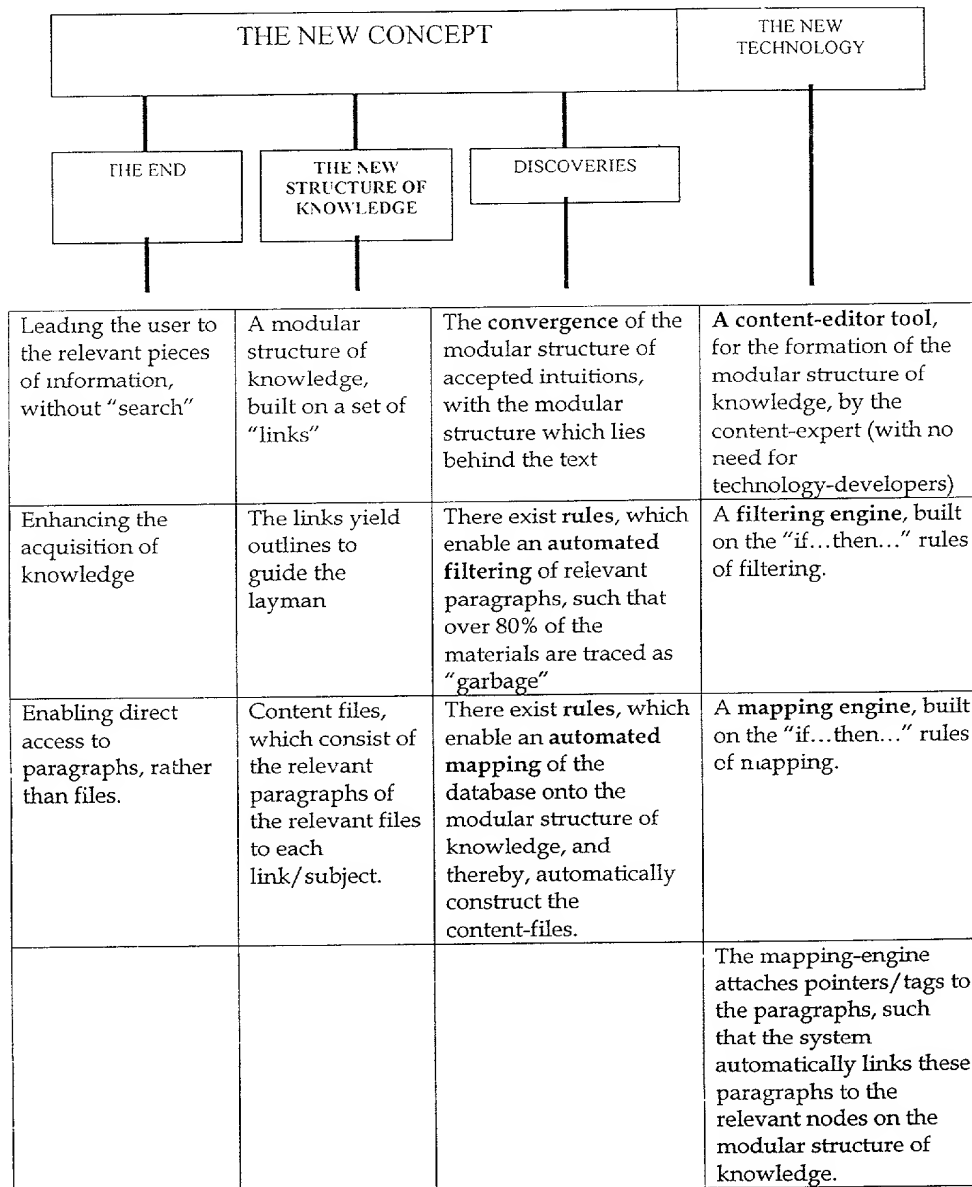 THE NEW CONCEPT
THE NEW
TECHNOLOGY
THE END
THE NEW
STRUCTURE OF
KNOWLEDGE
DISCOVERIES
Leading the user to
the relevant pieces
of information,
without "search"
A modular
structure of
knowledge,
built on a set of
"links"
The convergence of the
modular structure of
accepted intuitions,
with the modular
structure which lies
behind the text
A content-editor tool,
for the formation of the
modular structure of
knowledge, by the
content-expert (with no
need for
technology-developers)
Enhancing the
acquisition of
knowledge
The links yield
outlines to
guide the
layman
There exist rules, which
enable an automated
filtering of relevant
paragraphs, such that
over 80% of the
materials are traced as
"garbage"
A filtering engine, built
on the "if...then..." rules
of filtering.
Enabling direct
access to
paragraphs, rather
than files.
Content files,
which consist of
the relevant
paragraphs of
the relevant files
to each
link/subject.
There exist rules, which
enable an automated
mapping of the
database onto the
modular structure of
knowledge, and
thereby, automatically
construct the
content-files.
A mapping engine, built
on the "if...then..." rules
of mapping.
The mapping-engine
attaches pointers/tags to
the paragraphs, such
that the system
automatically links these
paragraphs to the
relevant nodes on the
modular structure of
knowledge.